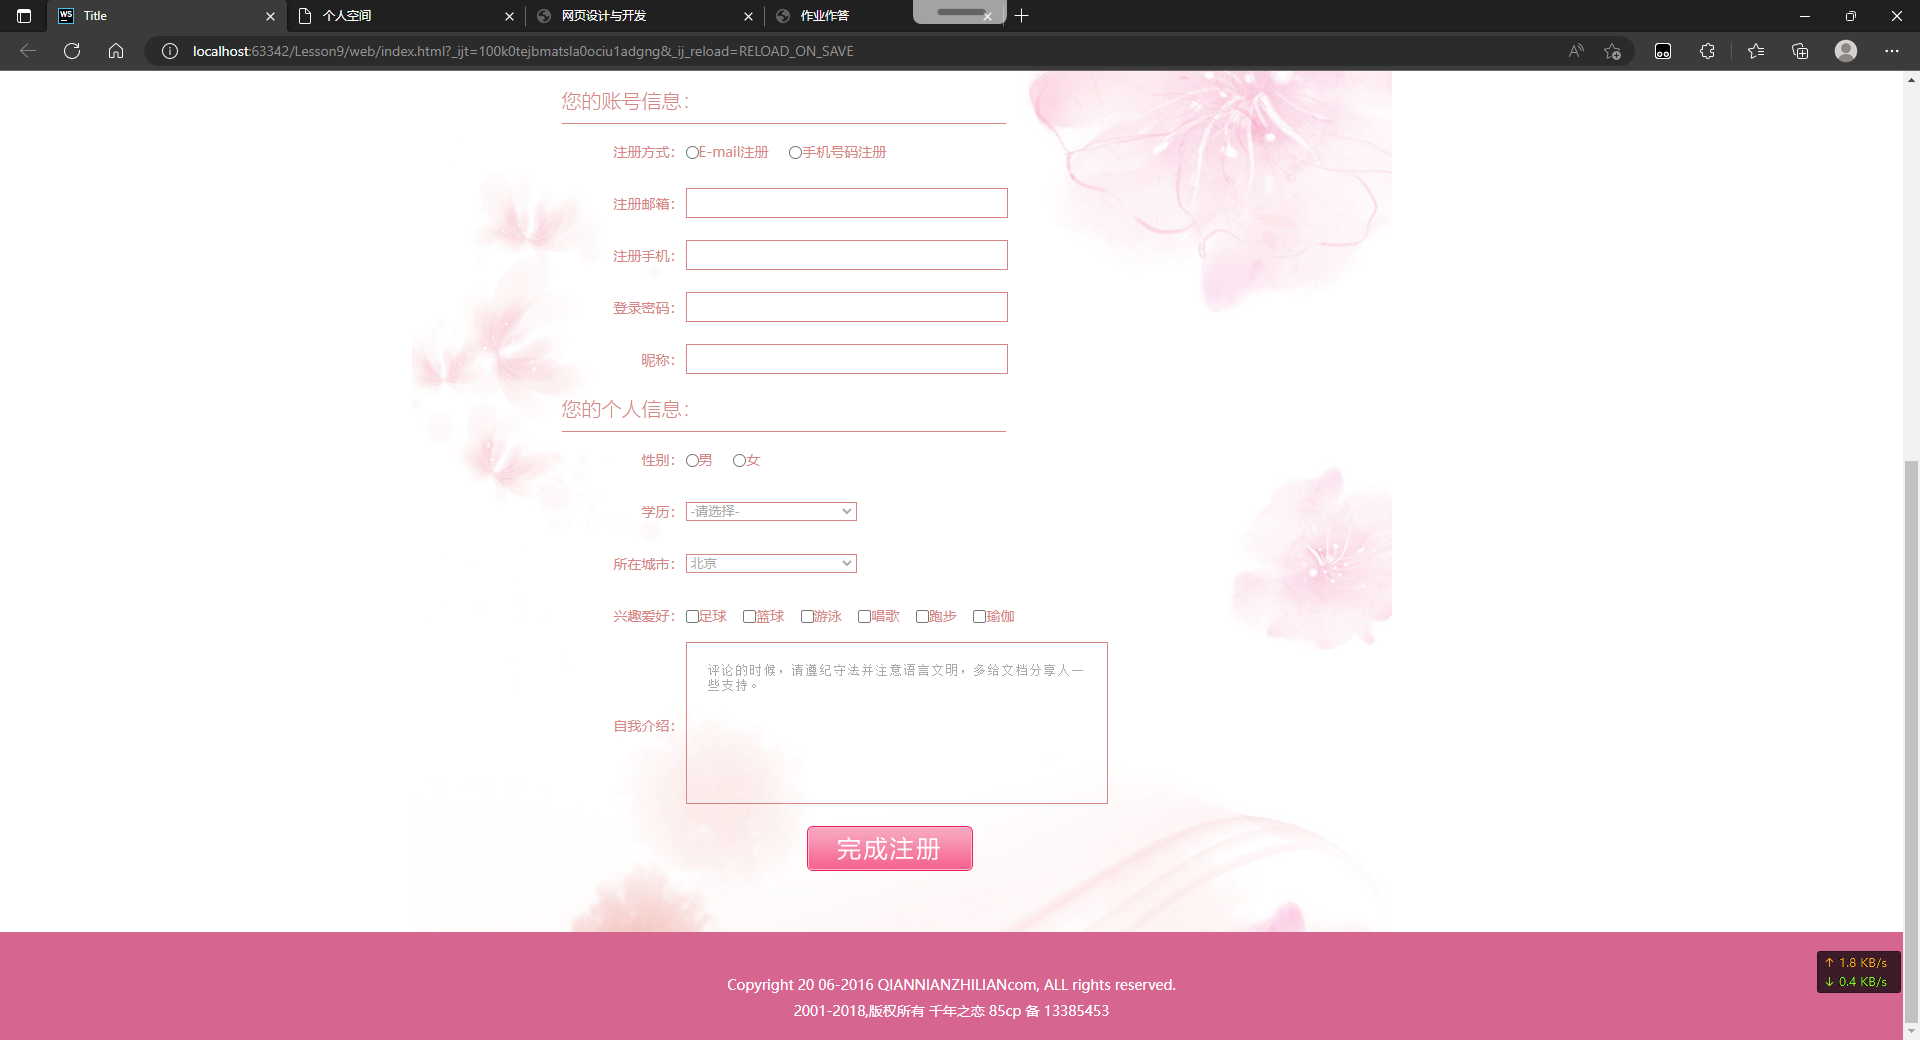 Title
个人空间
网页设计与开发
作业作答
localhost:63342/Lesson9/web/index.html?_ijt=100k0tejbmatsla0ociu1adgng&_ij_reload=RELOAD_ON_SAVE
您的账号信息：
注册方式： E-mail注册 手机号码注册
注册邮箱：
注册手机：
登录密码：
昵称：
您的个人信息：
性别： 男 女
学历： -请选择-
所在城市： 北京
兴趣爱好： 足球 篮球 游泳 唱歌 跑步 瑜伽
评论的时候，请遵纪守法并注意语言文明，多给文档分享人一
些支持。
自我介绍：
完成注册
Copyright 20 06-2016 QIANNIANZHILIANcom, ALL rights reserved.
2001-2018,版权所有 千年之恋 85cp 备 13385453
↑ 1.8 KB/s
↓ 0.4 KB/s